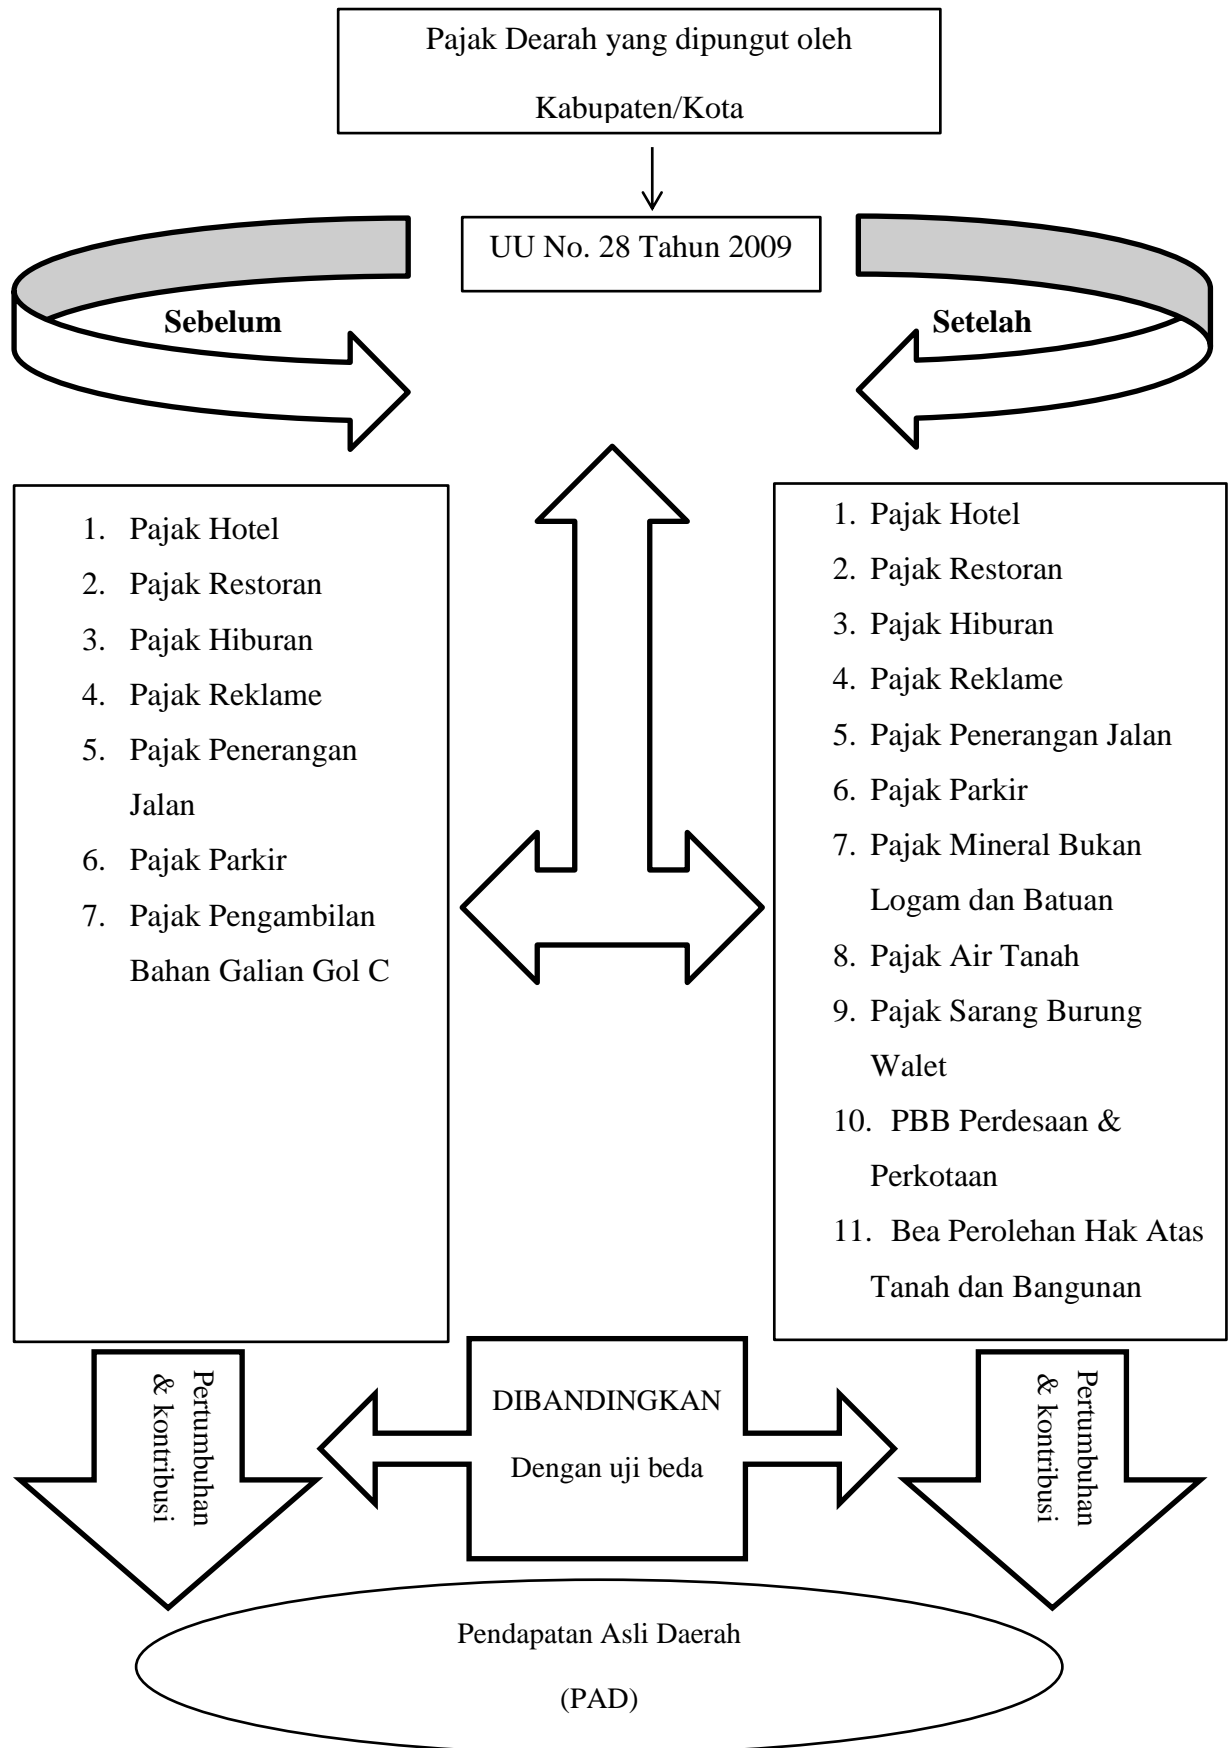 Pajak Dearah yang dipungut oleh
Kabupaten/Kota
UU No. 28 Tahun 2009
Sebelum
Setelah
1. Pajak Hotel
2. Pajak Restoran
3. Pajak Hiburan
4. Pajak Reklame
5. Pajak Penerangan
Jalan
6. Pajak Parkir
7. Pajak Pengambilan
Bahan Galian Gol C
1. Pajak Hotel
2. Pajak Restoran
3. Pajak Hiburan
4. Pajak Reklame
5. Pajak Penerangan Jalan
6. Pajak Parkir
7. Pajak Mineral Bukan
Logam dan Batuan
8. Pajak Air Tanah
9. Pajak Sarang Burung
Walet
10. PBB Perdesaan &
Perkotaan
11. Bea Perolehan Hak Atas
Tanah dan Bangunan
Pertumbuhan
& kontribusi
DIBANDINGKAN
Dengan uji beda
Pertumbuhan
& kontribusi
Pendapatan Asli Daerah
(PAD)